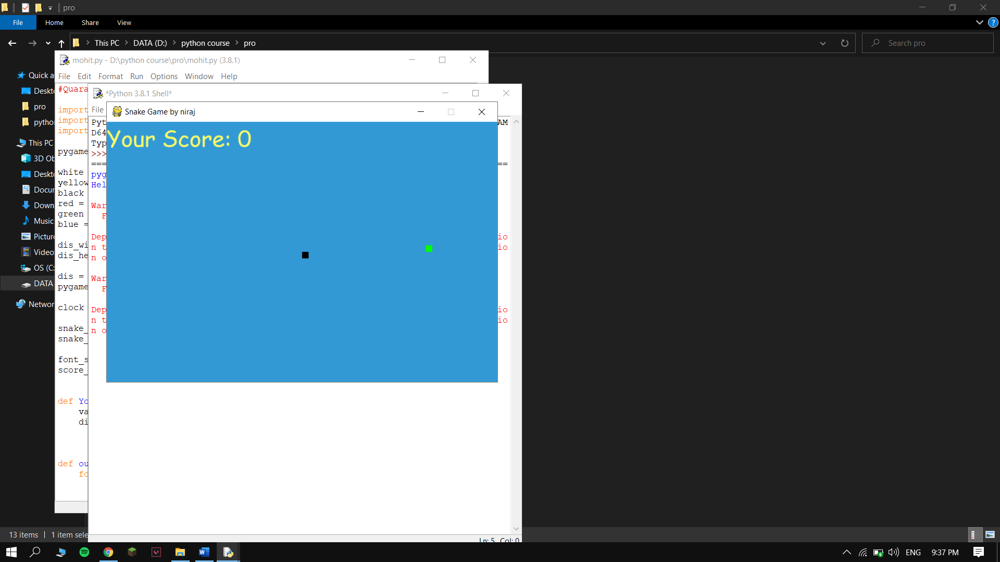 pro
File Home Share View
This PC DATA (D:) python course pro
Search pro
mohit.py - D:\python course\pro\mohit.py (3.8.1)
File Edit Format Run Options Window Help
*Python 3.8.1 Shell*
File
Snake Game by niraj
Your Score: 0
Quick a
Deskto
pro
pytho
This PC
3D Ob
Deskto
Docur
Down
Music
Picture
Video
OS (C:
DATA
Networ
#Quara
import
import
import
pygame
white
yellow
black
red =
green
blue =
dis_wi
dis_he
dis =
pygame
clock
snake_
snake_
font_s
score_
def Yo
va
di
def ou
fo
Pyt
AM
D64
Typ
>>>
===
==
pyg
Hel
War
F
Dep
io
n t
io
n o
War
F
Dep
io
n t
io
n o
Ln: 5 Col: 0
13 items 1 item sele
ENG 9:37 PM